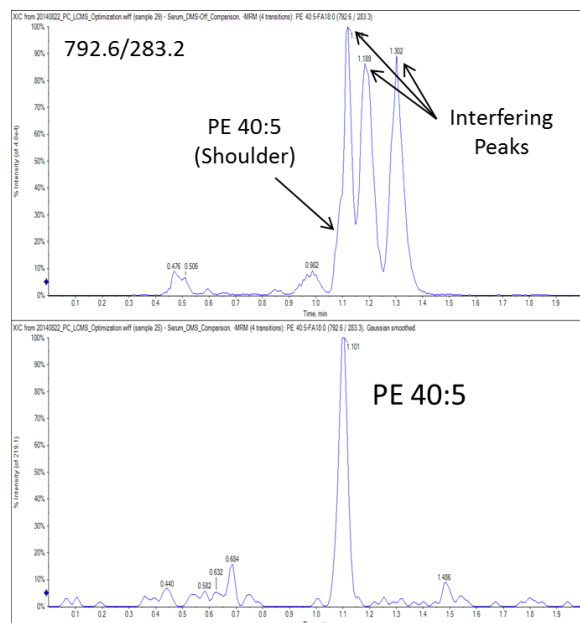 XIC from 20140822_PC_LCMS_Optimization.wiff (sample 29) - Serum_DMS-Off_Comparison, -MRM (4 transitions): PE 40:5-FA18:0 (792.6 / 283.3)
792.6/283.2
PE 40:5
(Shoulder)
Interfering
Peaks
1.189
1.302
0.476
0.506
0.982
% Intensity (of 4.0e4)
100%
90%
80%
70%
60%
50%
40%
30%
20%
10%
0%
0.1 0.2 0.3 0.4 0.5 0.6 0.7 0.8 0.9 1.0 1.1 1.2 1.3 1.4 1.5 1.6 1.7 1.8 1.9
Time, min
XIC from 20140822_PC_LCMS_Optimization.wiff (sample 25) - Serum_DMS_Comparison, -MRM (4 transitions): PE 40:5-FA18:0 (792.6 / 283.3), Gaussian smoothed
1.101
PE 40:5
0.440
0.582
0.632
0.684
1.486
% Intensity (of 219.1)
100%
90%
80%
70%
60%
50%
40%
30%
20%
10%
0%
0.1 0.2 0.3 0.4 0.5 0.6 0.7 0.8 0.9 1.0 1.1 1.2 1.3 1.4 1.5 1.6 1.7 1.8 1.9